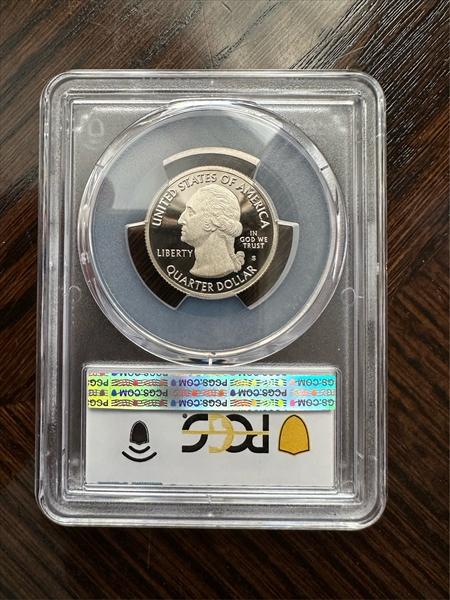 UNITED STATES OF AMERICA
LIBERTY
IN
GOD WE
TRUST
S
QUARTER DOLLAR
PCGS.COM
PCGS